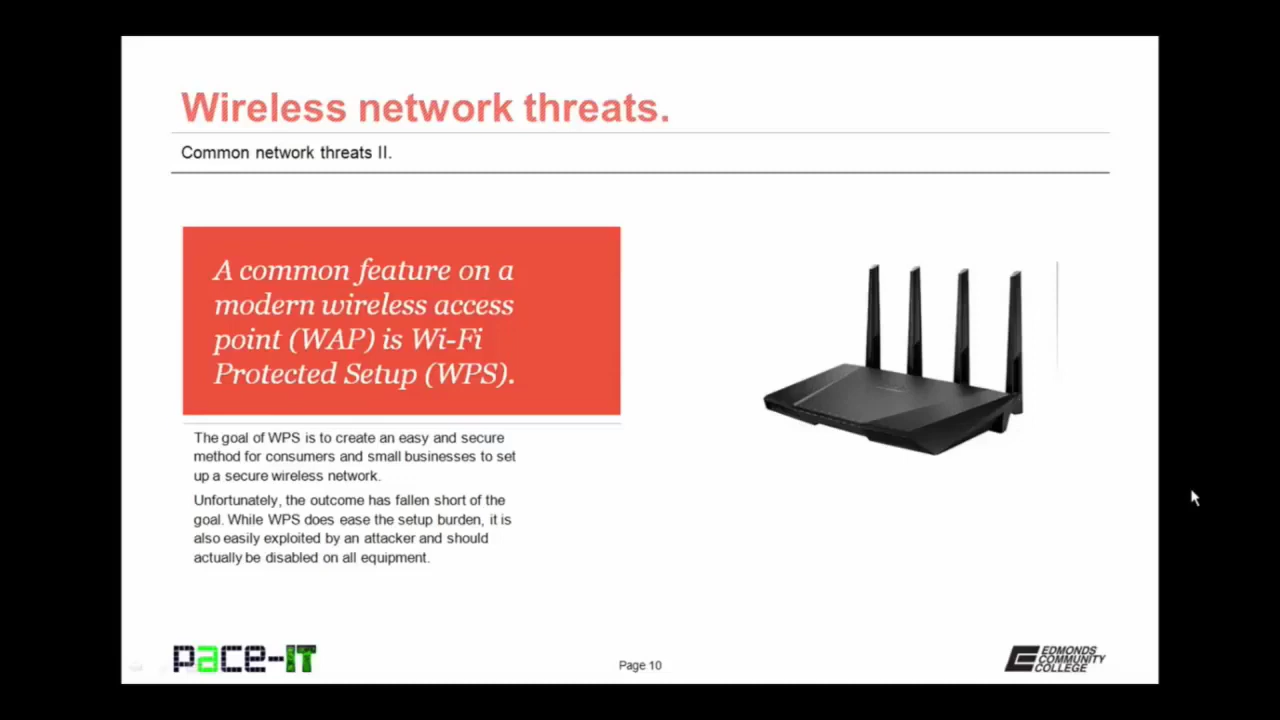 Wireless network threats.
Common network threats II.
A common feature on a
modern wireless access
point (WAP) is Wi-Fi
Protected Setup (WPS).
The goal of WPS is to create an easy and secure
method for consumers and small businesses to set
up a secure wireless network.
Unfortunately, the outcome has fallen short of the
goal. While WPS does ease the setup burden, it is
also easily exploited by an attacker and should
actually be disabled on all equipment.
pace-IT
Page 10
EDMONDS
COMMUNITY
COLLEGE